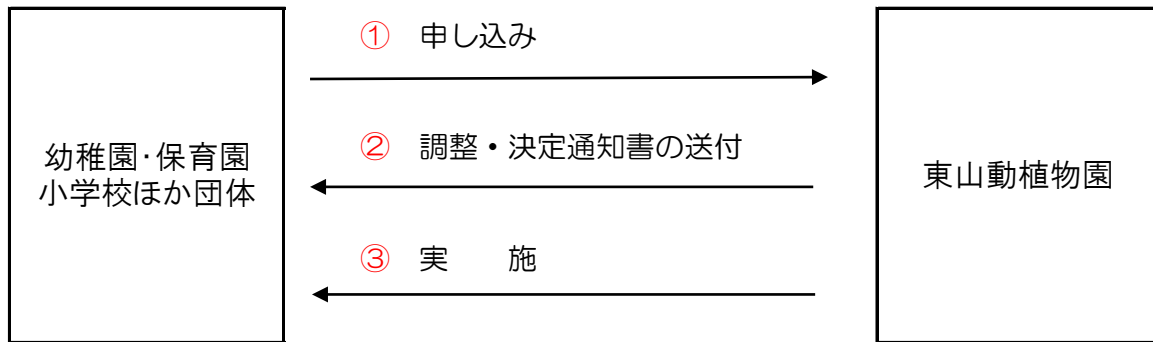 幼稚園･保育園
小学校ほか団体
① 申し込み
② 調整・決定通知書の送付
③ 実　　施
東山動植物園